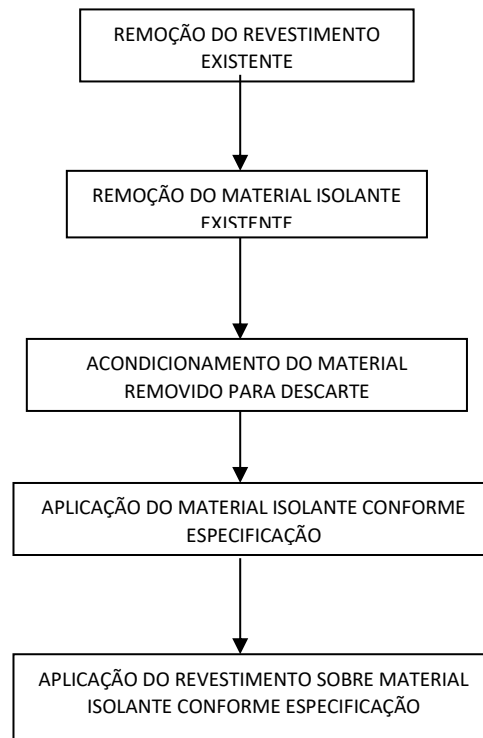 REMOÇÃO DO REVESTIMENTO
EXISTENTE
REMOÇÃO DO MATERIAL ISOLANTE
EXISTENTE
ACONDICIONAMENTO DO MATERIAL
REMOVIDO PARA DESCARTE
APLICAÇÃO DO MATERIAL ISOLANTE CONFORME
ESPECIFICAÇÃO
APLICAÇÃO DO REVESTIMENTO SOBRE MATERIAL
ISOLANTE CONFORME ESPECIFICAÇÃO